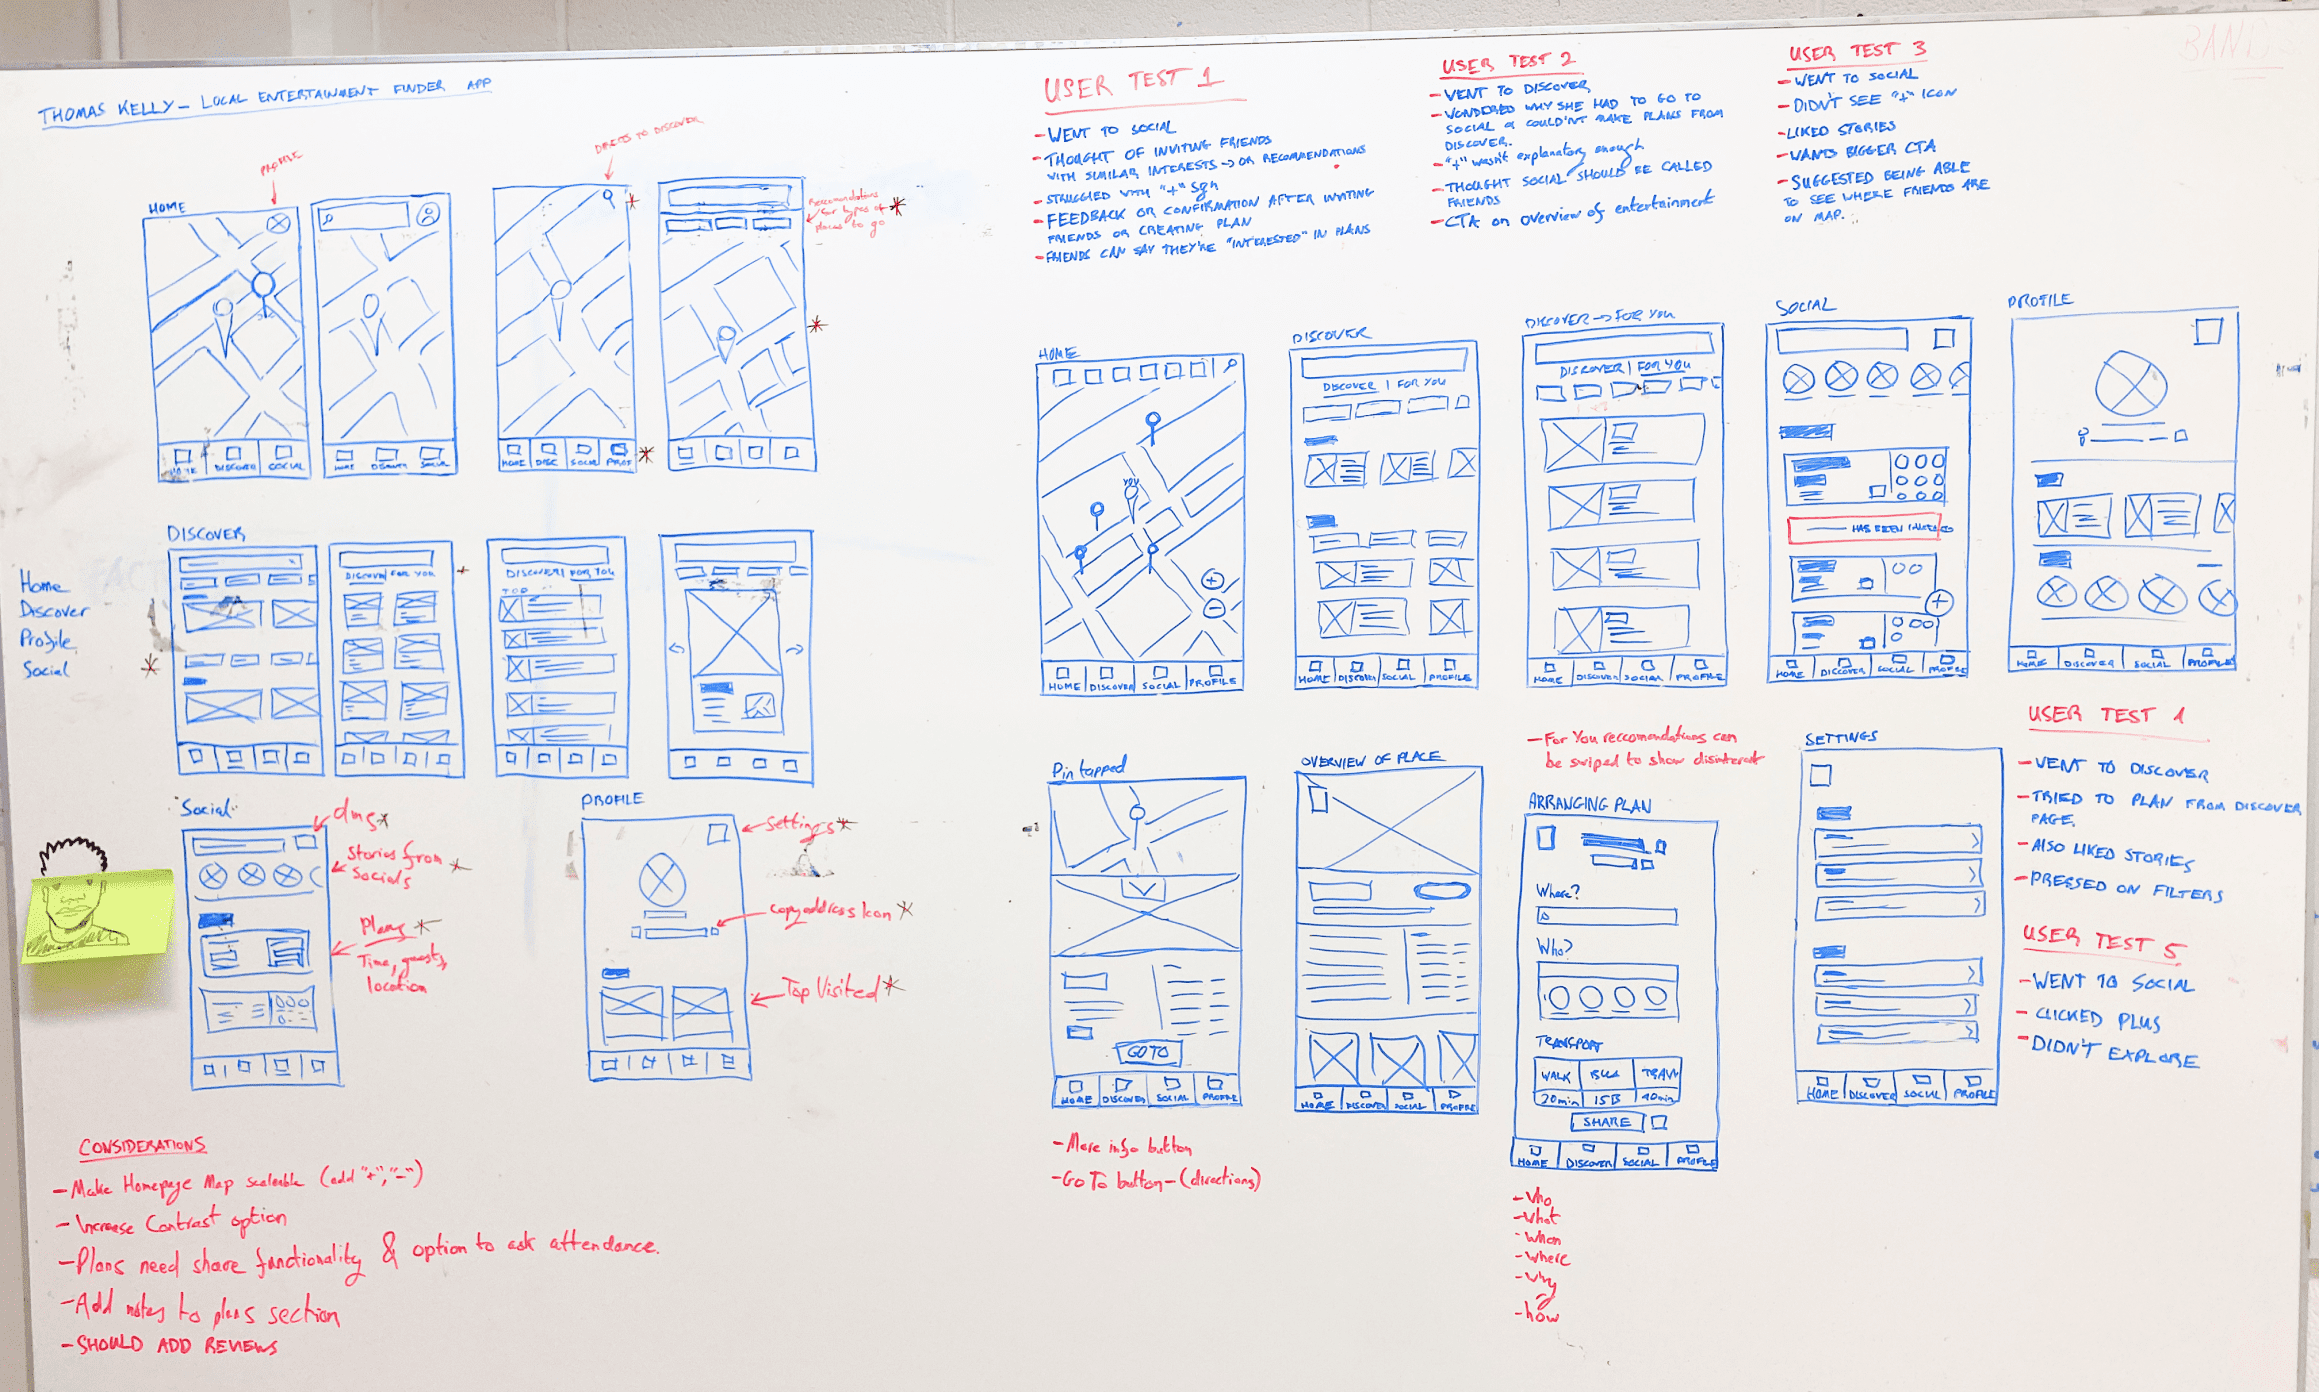 THOMAS KELLY - LOCAL ENTERTAINMENT FINDER APP
PROFILE
DIRECTS TO DISCOVER
HOME
Reccomendations
for types of
places to go
HOME DISCOVER SOCIAL
HOME DISCOVER SOCIAL
HOME DISC SOCIAL PROF
DISCOVER
Home
Discover
Profile
Social
DISCOVER FOR YOU
DISCOVER | FOR YOU
TOP
Social
dms
Stories from
socials
Plans
Time, guests,
location
PROFILE
Settings
copy address Icon
Top Visited
CONSIDERATIONS
- Make Homepage Map scaleable (add "+", "-")
- Increase Contrast option
- Plans need share functionality & option to ask attendance.
- Add notes to plans section
- SHOULD ADD REVIEWS
USER TEST 1
- WENT TO SOCIAL
- THOUGHT OF INVITING FRIENDS
WITH SIMILAR INTERESTS -> OR RECOMMENDATIONS
- STRUGGLED WITH "+" Sgn
- FEEDBACK OR CONFIRMATION AFTER INVITING
FRIENDS OR CREATING PLAN
- FRIENDS CAN SAY THEY'RE "INTERESTED" IN PLANS
USER TEST 2
- VENT TO DISCOVER
- VONDERED WHY SHE HAD TO GO TO
SOCIAL & COULDN'T MAKE PLANS FROM
DISCOVER.
- "+" wasn't explanatory enough
- THOUGHT SOCIAL SHOULD BE CALLED
FRIENDS
- CTA on overview of entertainment
USER TEST 3
- WENT TO SOCIAL
- DIDN'T SEE "+" ICON
- LIKED STORIES
- WANTS BIGGER CTA
- SUGGESTED BEING ABLE
TO SEE WHERE FRIENDS ARE
ON MAP.
HOME
YOU
HOME DISCOVER SOCIAL PROFILE
DISCOVER
DISCOVER | FOR YOU
HOME DISCOVER SOCIAL PROFILE
DISCOVER -> FOR YOU
DISCOVER | FOR YOU
HOME DISCOVER SOCIAL PROFILE
SOCIAL
HAS BEEN
HOME DISCOVER SOCIAL PROFILE
PROFILE
HOME DISCOVER SOCIAL PROFILE
Pin tapped
GO TO
HOME DISCOVER SOCIAL PROFILE
- More info button
- Go To button - (directions)
OVERVIEW OF PLACE
HOME DISCOVER SOCIAL PROFILE
- For You reccomendations can
be swiped to show disinterest
ARRANGING PLAN
Where?
Who?
TRANSPORT
WALK BUS TRAM
20min 15 40min
SHARE
HOME DISCOVER SOCIAL PROFILE
- Who
- What
- When
- Where
- Why
- how
SETTINGS
HOME DISCOVER SOCIAL PROFILE
USER TEST 4
- VENT TO DISCOVER
- TRIED TO PLAN FROM DISCOVER
PAGE.
- ALSO LIKED STORIES
- PRESSED ON FILTERS
USER TEST 5
- WENT TO SOCIAL
- CLICKED PLUS
- DIDN'T EXPLORE